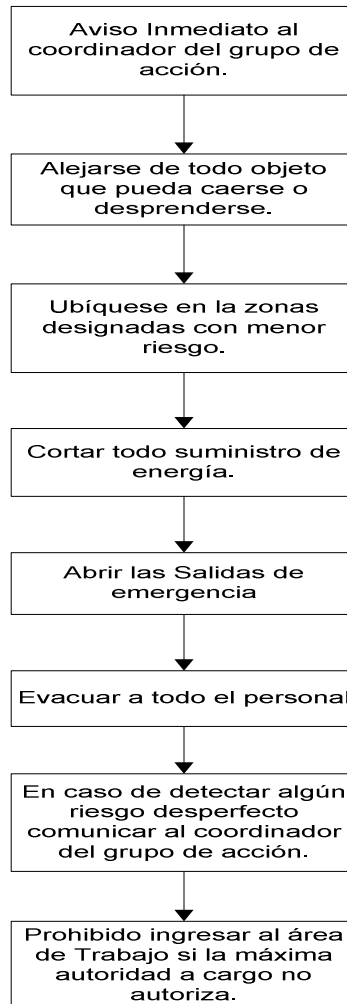 Aviso Inmediato al
coordinador del grupo de
acción.
Alejarse de todo objeto
que pueda caerse o
desprenderse.
Ubíquese en la zonas
designadas con menor
riesgo.
Cortar todo suministro de
energía.
Abrir las Salidas de
emergencia
Evacuar a todo el personal
En caso de detectar algún
riesgo desperfecto
comunicar al coordinador
del grupo de acción.
Prohibido ingresar al área
de Trabajo si la máxima
autoridad a cargo no
autoriza.